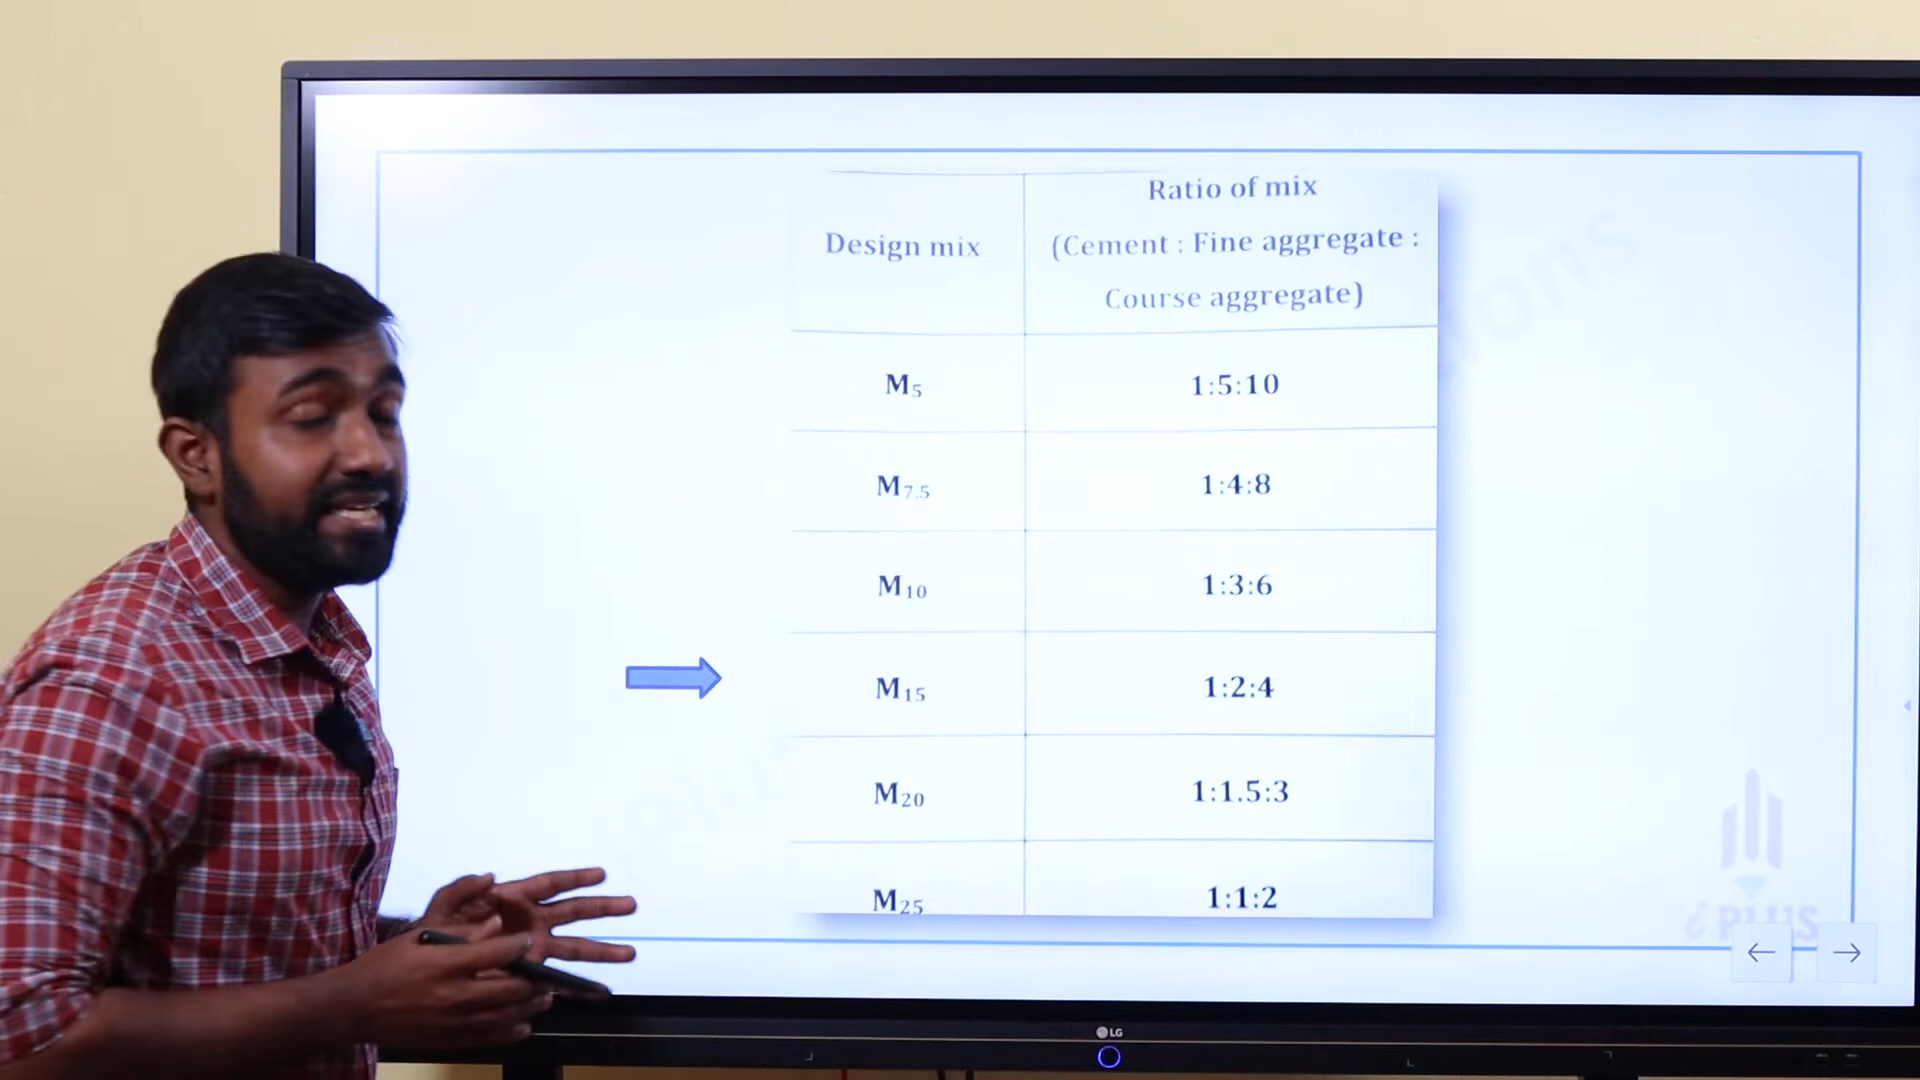 Ratio of mix
Design mix
(Cement : Fine aggregate :
Course aggregate)
M5 1:5:10
M7.5 1:4:8
M10 1:3:6
M15 1:2:4
M20 1:1.5:3
M25 1:1:2
i PLUS
LG